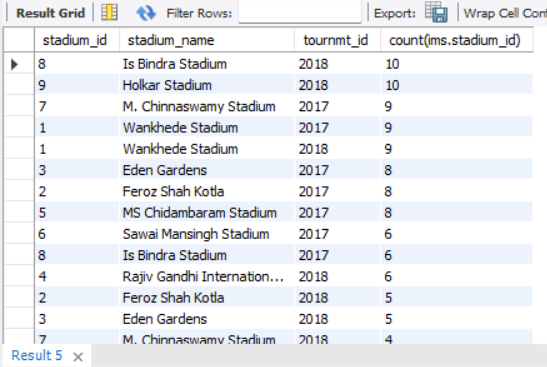 Result Grid Filter Rows: Export: Wrap Cell Cont
stadium_id stadium_name tournmt_id count(ims.stadium_id)
8 Is Bindra Stadium 2018 10
9 Holkar Stadium 2018 10
7 M. Chinnaswamy Stadium 2017 9
1 Wankhede Stadium 2017 9
1 Wankhede Stadium 2018 9
3 Eden Gardens 2017 8
2 Feroz Shah Kotla 2017 8
5 MS Chidambaram Stadium 2017 8
6 Sawai Mansingh Stadium 2017 6
8 Is Bindra Stadium 2017 6
4 Rajiv Gandhi Internation... 2018 6
2 Feroz Shah Kotla 2018 5
3 Eden Gardens 2018 5
7 M. Chinnaswamy Stadium 2018 4
Result 5 ×